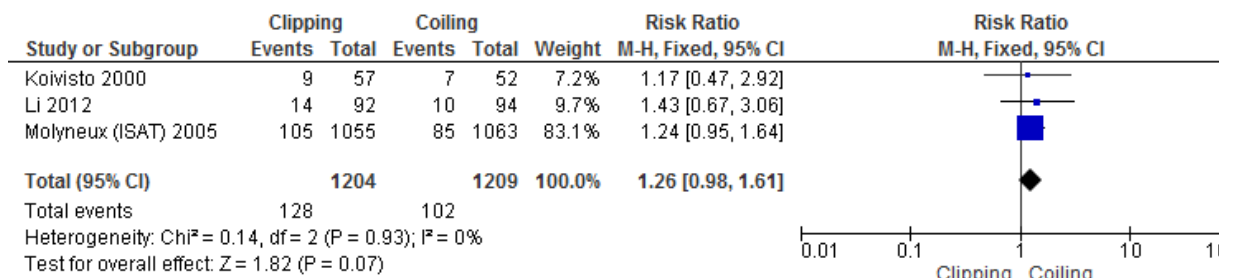 Clipping Coiling Risk Ratio Risk Ratio
Study or Subgroup Events Total Events Total Weight M-H, Fixed, 95% CI M-H, Fixed, 95% CI
Koivisto 2000 9 57 7 52 7.2% 1.17 [0.47, 2.92]
Li 2012 14 92 10 94 9.7% 1.43 [0.67, 3.06]
Molyneux (ISAT) 2005 105 1055 85 1063 83.1% 1.24 [0.95, 1.64]
Total (95% CI) 1204 1209 100.0% 1.26 [0.98, 1.61]
Total events 128 102
Heterogeneity: Chi² = 0.14, df = 2 (P = 0.93); I² = 0%
Test for overall effect: Z = 1.82 (P = 0.07)
0.01 0.1 1 10
Clipping Coiling